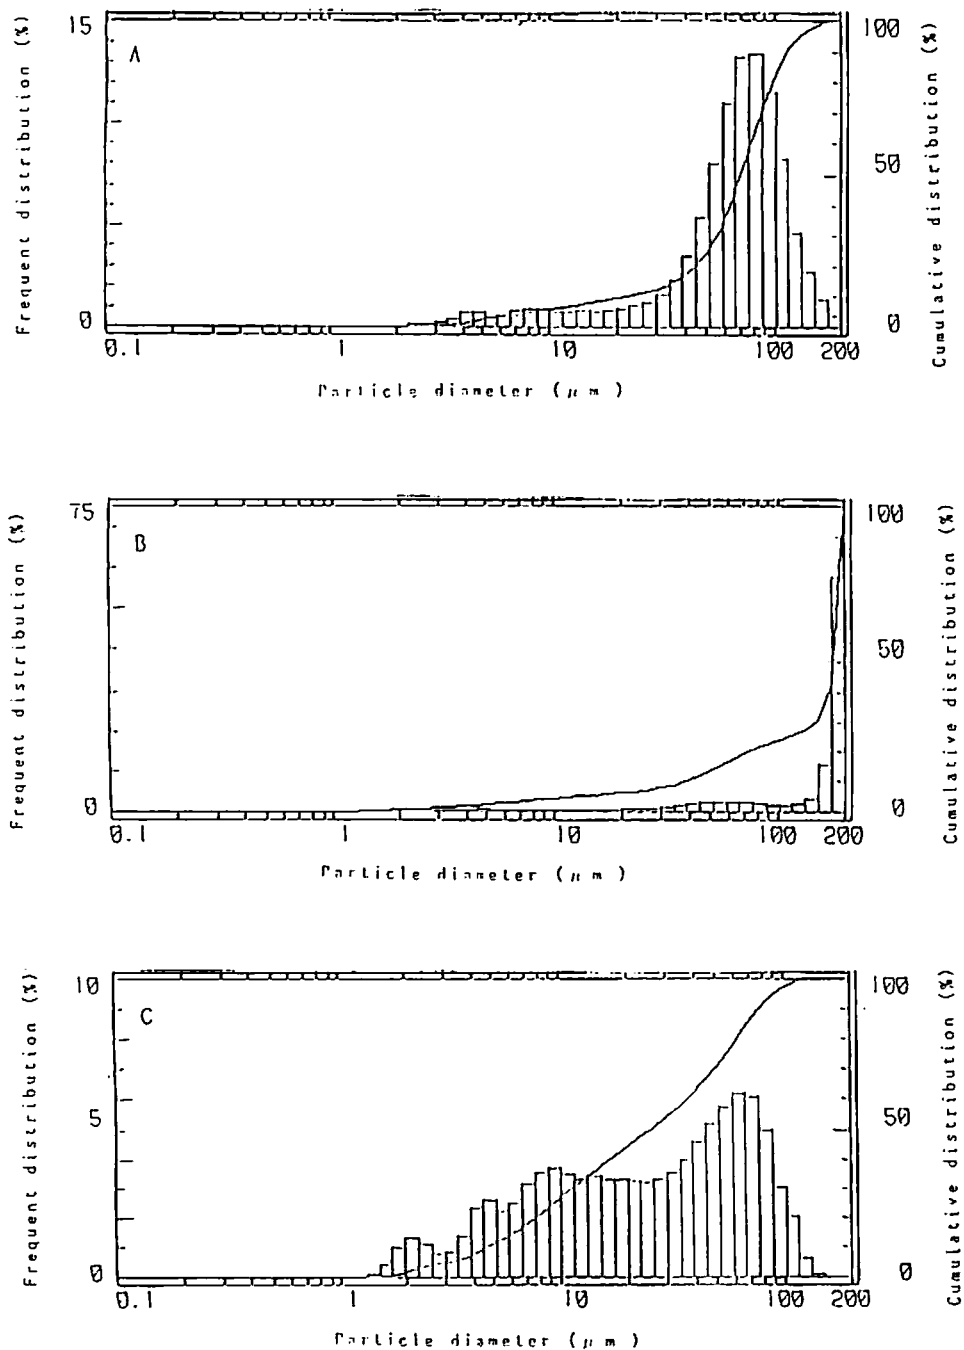 Frequent distribution (%)
15
0
A
100
50
0
Cumulative distribution (%)
0.1 1 10 100 200
Particle diameter (μm)
Frequent distribution (%)
75
0
B
100
50
0
Cumulative distribution (%)
0.1 1 10 100 200
Particle diameter (μm)
Frequent distribution (%)
10
5
0
C
100
50
0
Cumulative distribution (%)
0.1 1 10 100 200
Particle diameter (μm)